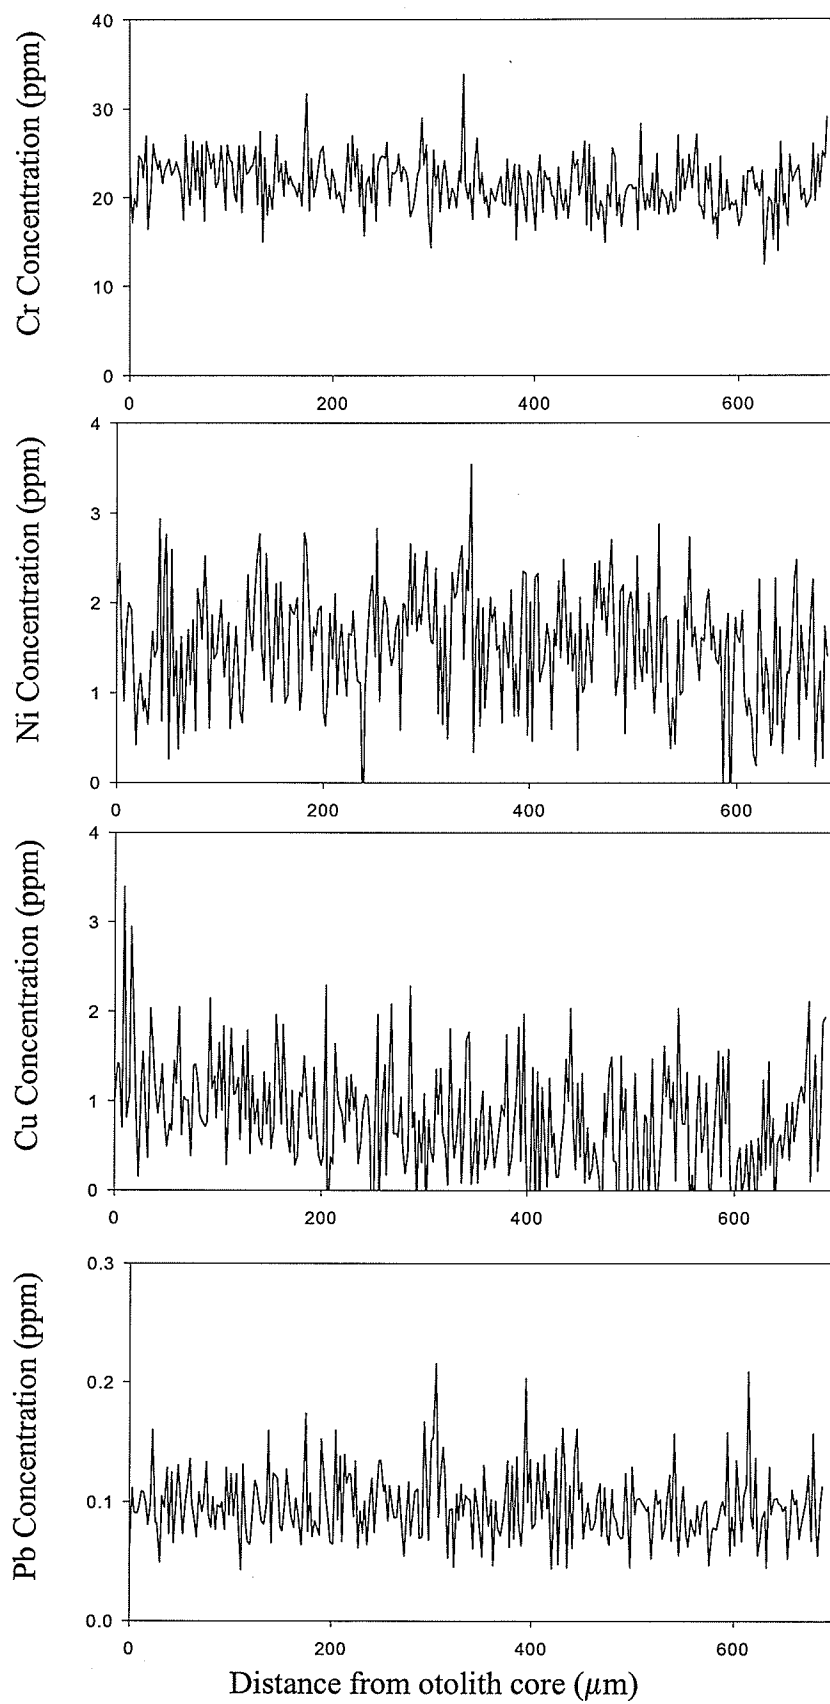 Cr Concentration (ppm)
40
30
20
10
0
0 200 400 600
Ni Concentration (ppm)
4
3
2
1
0
0 200 400 600
Cu Concentration (ppm)
4
3
2
1
0
0 200 400 600
Pb Concentration (ppm)
0.3
0.2
0.1
0.0
0 200 400 600
Distance from otolith core (μm)